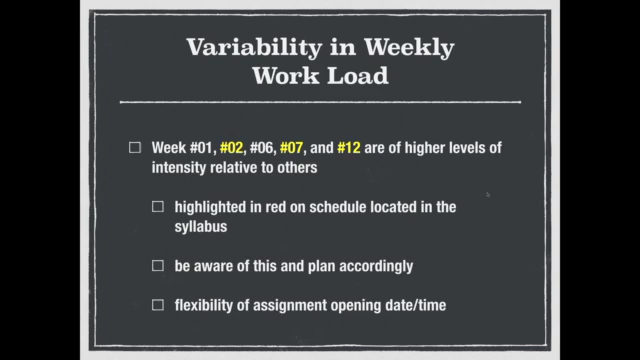 Variability in Weekly
Work Load
Week #01, #02, #06, #07, and #12 are of higher levels of
intensity relative to others
highlighted in red on schedule located in the
syllabus
be aware of this and plan accordingly
flexibility of assignment opening date/time